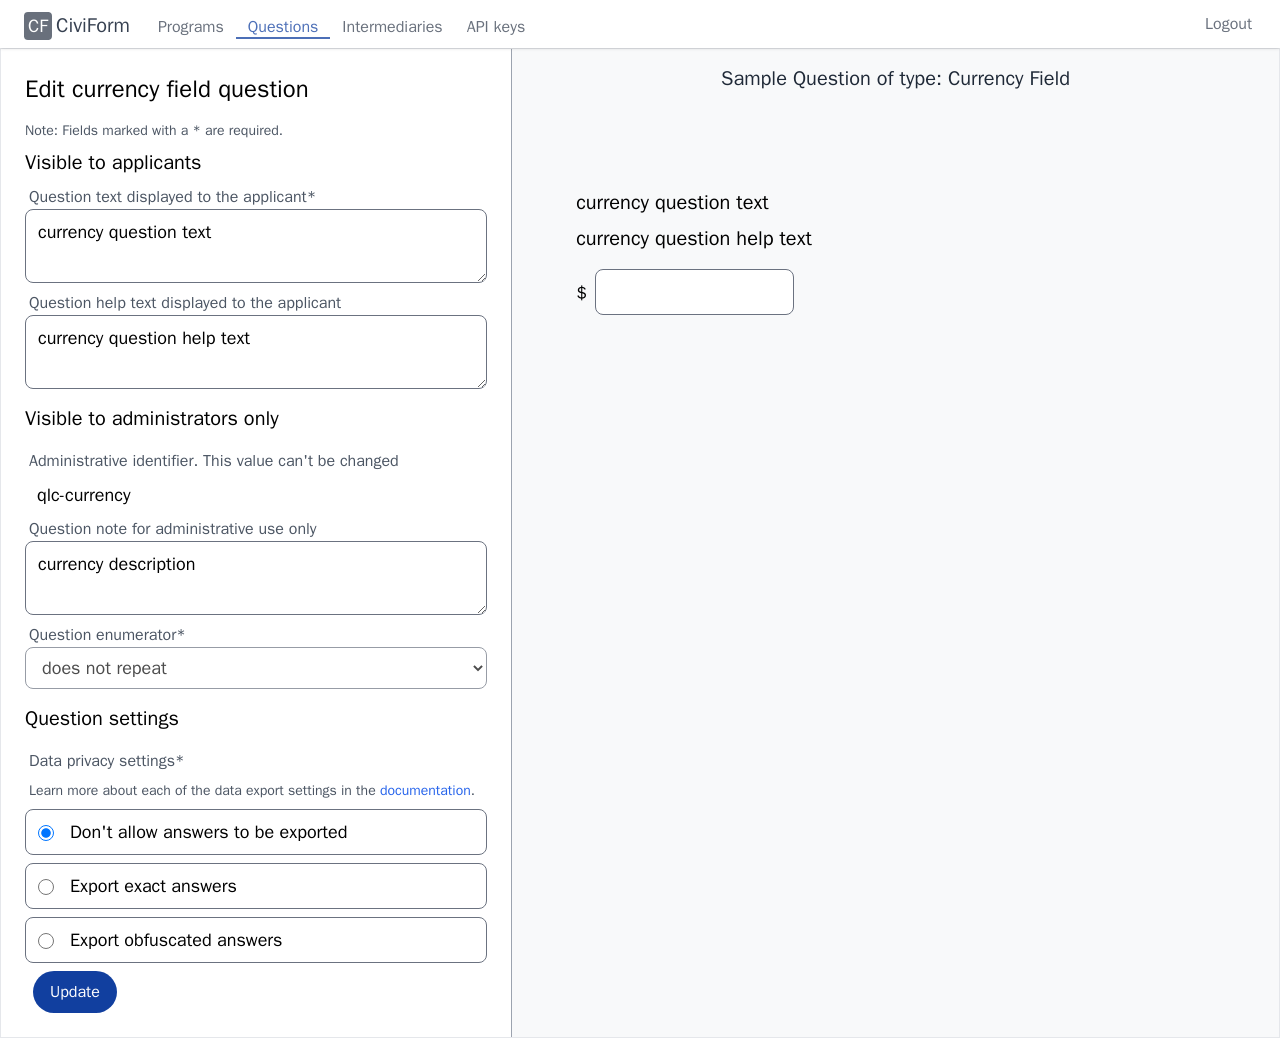 CF CiviForm Programs Questions Intermediaries API keys Logout
Edit currency field question
Note: Fields marked with a * are required.
Visible to applicants
Question text displayed to the applicant*
currency question text
Question help text displayed to the applicant
currency question help text
Visible to administrators only
Administrative identifier. This value can't be changed
qlc-currency
Question note for administrative use only
currency description
Question enumerator*
does not repeat
Question settings
Data privacy settings*
Learn more about each of the data export settings in the documentation.
Don't allow answers to be exported
Export exact answers
Export obfuscated answers
Update
Sample Question of type: Currency Field
currency question text
currency question help text
$